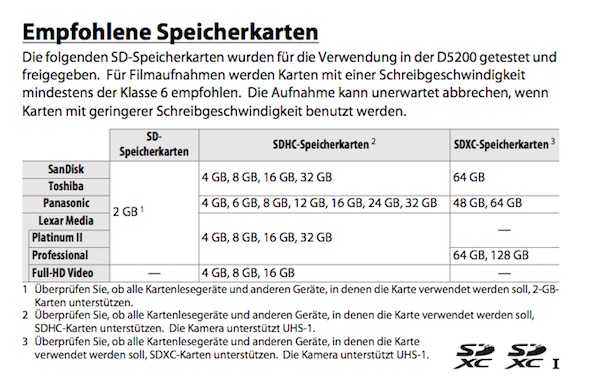 Empfohlene Speicherkarten
Die folgenden SD-Speicherkarten wurden für die Verwendung in der D5200 getestet und
freigegeben. Für Filmaufnahmen werden Karten mit einer Schreibgeschwindigkeit
mindestens der Klasse 6 empfohlen. Die Aufnahme kann unerwartet abbrechen, wenn
Karten mit geringerer Schreibgeschwindigkeit benutzt werden.
SD-
Speicherkarten
SDHC-Speicherkarten 2
SDXC-Speicherkarten 3
SanDisk
Toshiba
Panasonic
Lexar Media
Platinum II
Professional
Full-HD Video
2 GB 1
—
4 GB, 8 GB, 16 GB, 32 GB
4 GB, 6 GB, 8 GB, 12 GB, 16 GB, 24 GB, 32 GB
4 GB, 8 GB, 16 GB, 32 GB
4 GB, 8 GB, 16 GB
64 GB
48 GB, 64 GB
—
64 GB, 128 GB
—
1 Überprüfen Sie, ob alle Kartenlesegeräte und anderen Geräte, in denen die Karte verwendet werden soll, 2-GB-
Karten unterstützen.
2 Überprüfen Sie, ob alle Kartenlesegeräte und anderen Geräte, in denen die Karte verwendet werden soll,
SDHC-Karten unterstützen. Die Kamera unterstützt UHS-1.
3 Überprüfen Sie, ob alle Kartenlesegeräte und anderen Geräte, in denen die Karte
verwendet werden soll, SDXC-Karten unterstützen. Die Kamera unterstützt UHS-1.
SD XC SD XC I